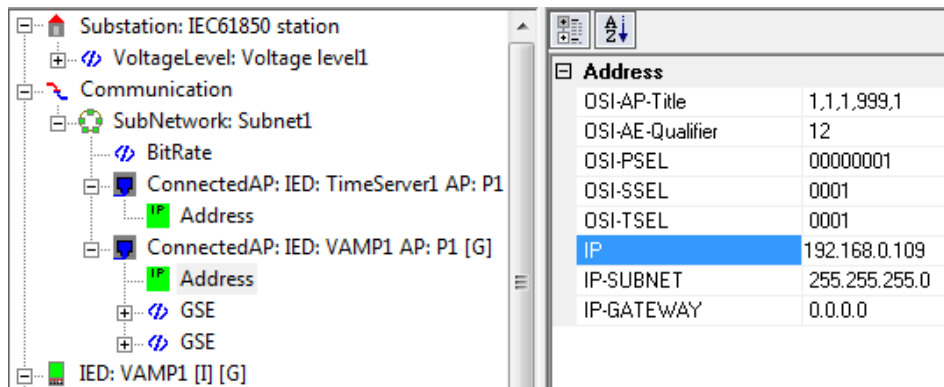 Substation: IEC61850 station
VoltageLevel: Voltage level1
Communication
SubNetwork: Subnet1
BitRate
ConnectedAP: IED: TimeServer1 AP: P1
IP Address
ConnectedAP: IED: VAMP1 AP: P1 [G]
IP Address
GSE
GSE
IED: VAMP1 [I] [G]
A Z
Address
OSI-AP-Title 1,1,1,999,1
OSI-AE-Qualifier 12
OSI-PSEL 00000001
OSI-SSEL 0001
OSI-TSEL 0001
IP 192.168.0.109
IP-SUBNET 255.255.255.0
IP-GATEWAY 0.0.0.0